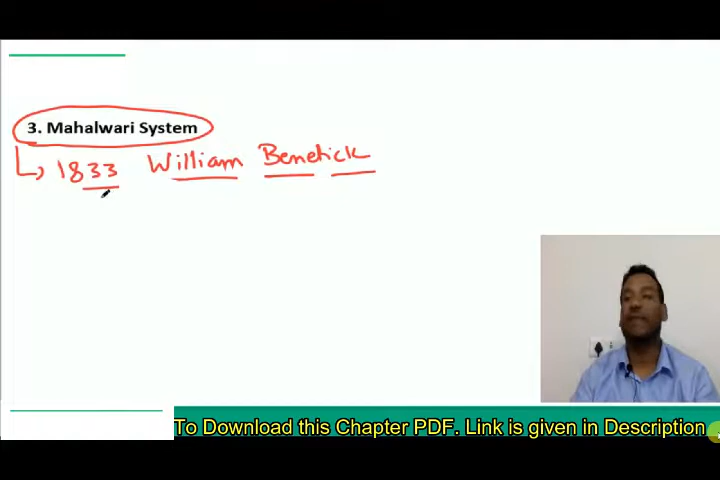 3. Mahalwari System
1833 William Benetick
To Download this Chapter PDF. Link is given in Description